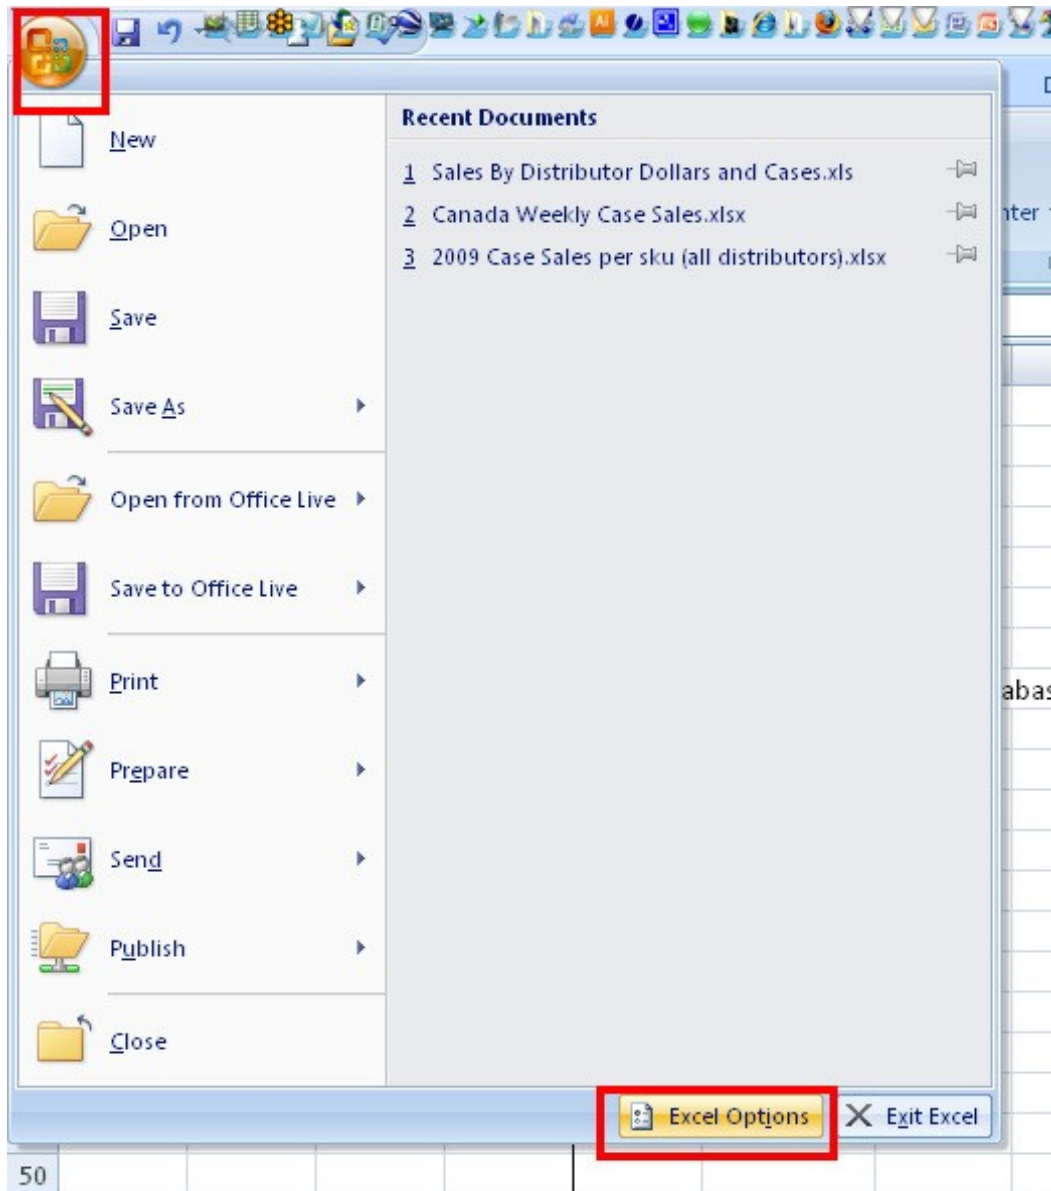 New
Open
Save
Save As
Open from Office Live
Save to Office Live
Print
Prepare
Send
Publish
Close
Recent Documents
1 Sales By Distributor Dollars and Cases.xls
2 Canada Weekly Case Sales.xlsx
3 2009 Case Sales per sku (all distributors).xlsx
Excel Options
Exit Excel
50